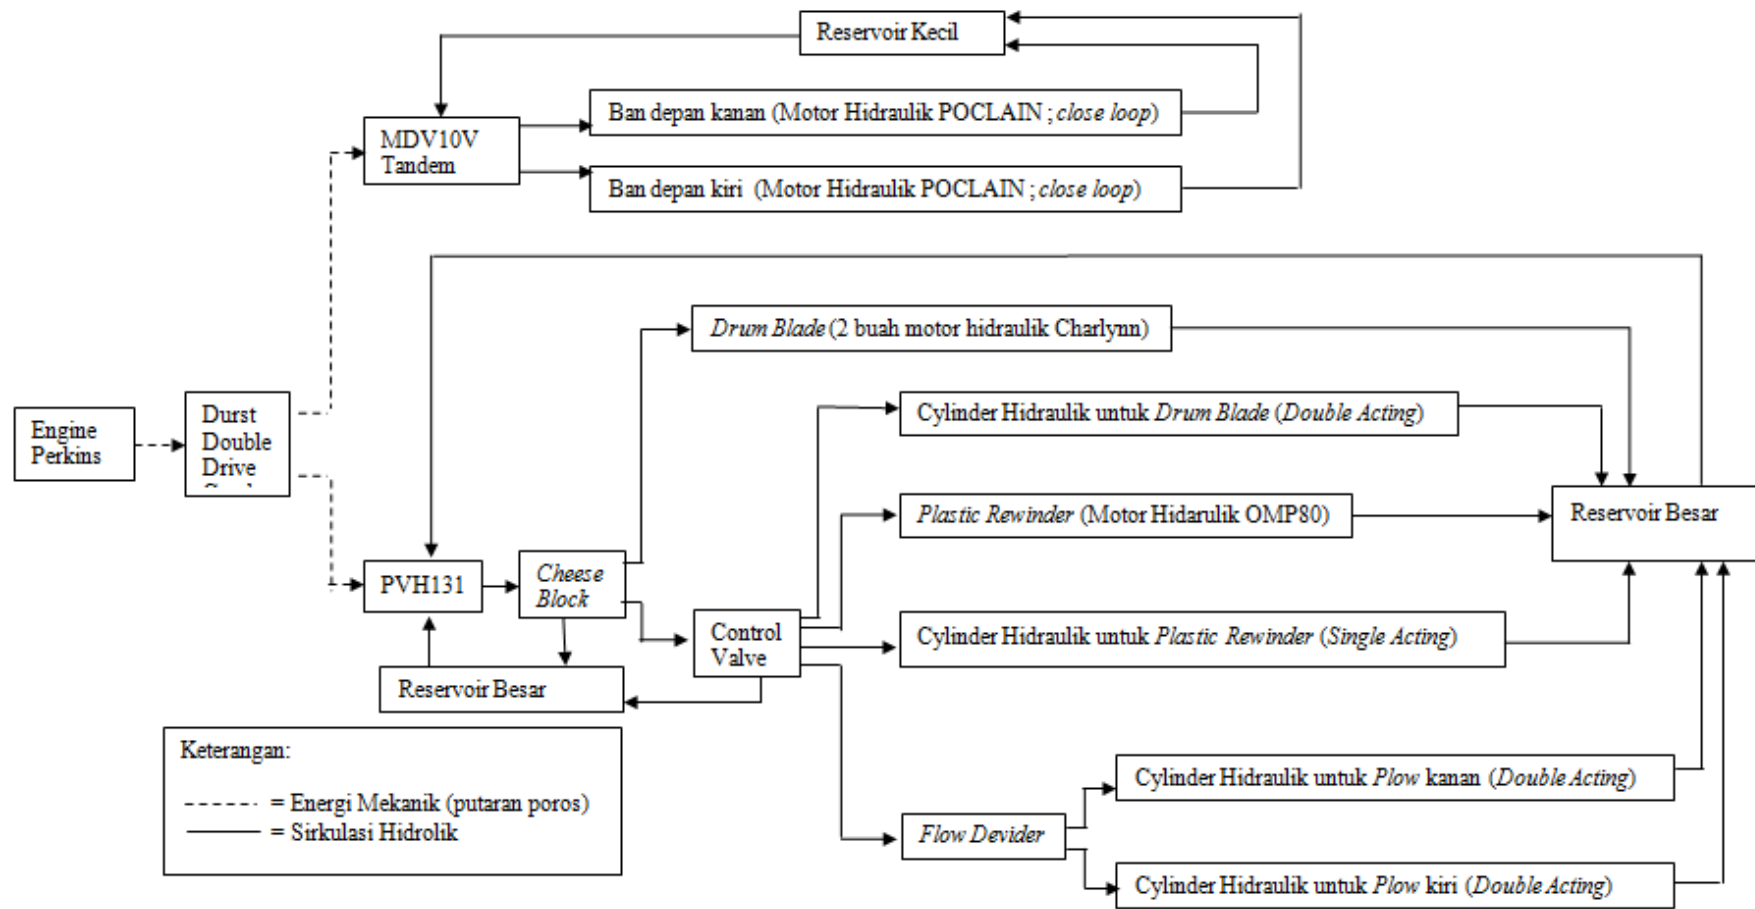 Reservoir Kecil
Ban depan kanan (Motor Hidraulik POCLAIN ; close loop)
MDV10V
Tandem
Ban depan kiri (Motor Hidraulik POCLAIN ; close loop)
Drum Blade (2 buah motor hidraulik Charlynn)
Cylinder Hidraulik untuk Drum Blade (Double Acting)
Engine
Perkins
Durst
Double
Drive
Plastic Rewinder (Motor Hidarulik OMP80)
Reservoir Besar
PVH131
Cheese
Block
Control
Valve
Cylinder Hidraulik untuk Plastic Rewinder (Single Acting)
Reservoir Besar
Keterangan:
= Energi Mekanik (putaran poros)
= Sirkulasi Hidrolik
Cylinder Hidraulik untuk Plow kanan (Double Acting)
Flow Devider
Cylinder Hidraulik untuk Plow kiri (Double Acting)